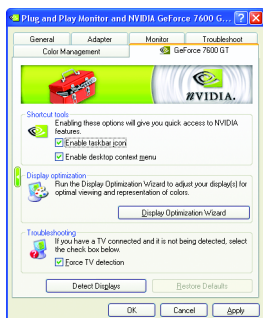 Plug and Play Monitor and NVIDIA GeForce 7600 G...
General Adapter Monitor Troubleshoot
Color Management GeForce 7600 GT
NVIDIA.
Shortcut tools
Enabling these options will give you quick access to NVIDIA
features.
Enable taskbar icon
Enable desktop context menu
Display optimization
Run the Display Optimization Wizard to adjust your display(s) for
optimal viewing and representation of colors.
Display Optimization Wizard
Troubleshooting
If you have a TV connected and it is not being detected, select
the check box below.
Force TV detection
Detect Displays Restore Defaults
OK Cancel Apply